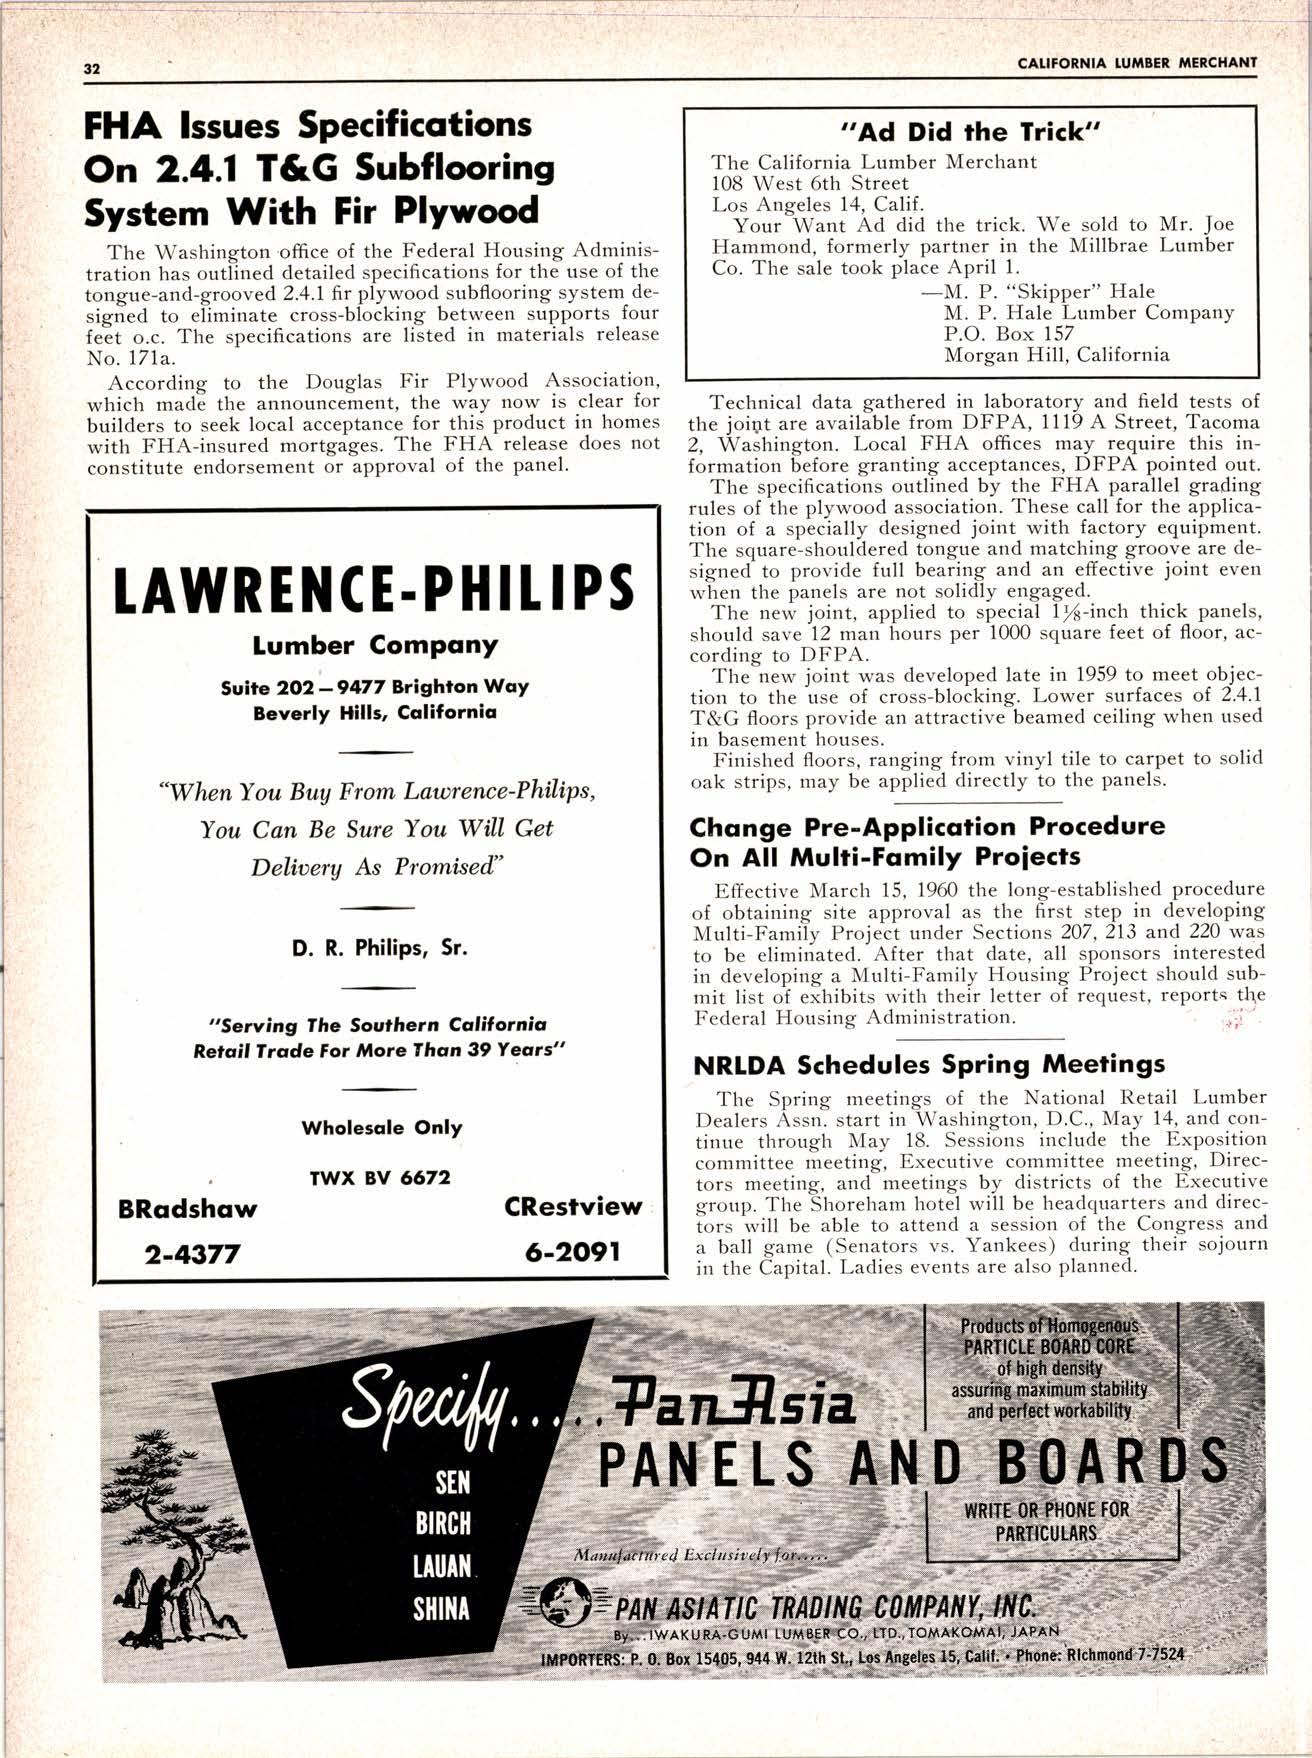 32
CALIFORNIA LUMBER MERCHANT
FHA Issues Specifications
On 2.4.1 T&G Subflooring
System With Fir Plywood
The Washington office of the Federal Housing Adminis-
tration has outlined detailed specifications for the use of the
tongue-and-grooved 2.4.1 fir plywood subflooring system de-
signed to eliminate cross-blocking between supports four
feet o.c. The specifications are listed in materials release
No. 171a.
According to the Douglas Fir Plywood Association,
which made the announcement, the way now is clear for
builders to seek local acceptance for this product in homes
with FHA-insured mortgages. The FHA release does not
constitute endorsement or approval of the panel.
LAWRENCE-PHILIPS
Lumber Company
Suite 202 – 9477 Brighton Way
Beverly Hills, California
"When You Buy From Lawrence-Philips,
You Can Be Sure You Will Get
Delivery As Promised"
D. R. Philips, Sr.
"Serving The Southern California
Retail Trade For More Than 39 Years"
Wholesale Only
TWX BV 6672
BRadshaw CRestview
2-4377 6-2091
"Ad Did the Trick"
The California Lumber Merchant
108 West 6th Street
Los Angeles 14, Calif.
Your Want Ad did the trick. We sold to Mr. Joe
Hammond, formerly partner in the Millbrae Lumber
Co. The sale took place April 1.
—M. P. "Skipper" Hale
M. P. Hale Lumber Company
P.O. Box 157
Morgan Hill, California
Technical data gathered in laboratory and field tests of
the joint are available from DFPA, 1119 A Street, Tacoma
2, Washington. Local FHA offices may require this in-
formation before granting acceptances, DFPA pointed out.
The specifications outlined by the FHA parallel grading
rules of the plywood association. These call for the applica-
tion of a specially designed joint with factory equipment.
The square-shouldered tongue and matching groove are de-
signed to provide full bearing and an effective joint even
when the panels are not solidly engaged.
The new joint, applied to special 1⅛-inch thick panels,
should save 12 man hours per 1000 square feet of floor, ac-
cording to DFPA.
The new joint was developed late in 1959 to meet objec-
tion to the use of cross-blocking. Lower surfaces of 2.4.1
T&G floors provide an attractive beamed ceiling when used
in basement houses.
Finished floors, ranging from vinyl tile to carpet to solid
oak strips, may be applied directly to the panels.
Change Pre-Application Procedure
On All Multi-Family Projects
Effective March 15, 1960 the long-established procedure
of obtaining site approval as the first step in developing
Multi-Family Project under Sections 207, 213 and 220 was
to be eliminated. After that date, all sponsors interested
in developing a Multi-Family Housing Project should sub-
mit list of exhibits with their letter of request, reports the
Federal Housing Administration.
NRLDA Schedules Spring Meetings
The Spring meetings of the National Retail Lumber
Dealers Assn. start in Washington, D.C., May 14, and con-
tinue through May 18. Sessions include the Exposition
committee meeting, Executive committee meeting, Direc-
tors meeting, and meetings by districts of the Executive
group. The Shoreham hotel will be headquarters and direc-
tors will be able to attend a session of the Congress and
a ball game (Senators vs. Yankees) during their sojourn
in the Capital. Ladies events are also planned.
Specify.....
SEN
BIRCH
LAUAN
SHINA
Pan Asia
PANELS AND BOARDS
Products of Homogenous
PARTICLE BOARD CORE
of high density
assuring maximum stability
and perfect workability
WRITE OR PHONE FOR
PARTICULARS
Manufactured Exclusively for.....
PAN ASIATIC TRADING COMPANY, INC.
By...IWAKURA-GUMI LUMBER CO., LTD., TOMAKOMAI, JAPAN
IMPORTERS: P. O. Box 15405, 944 W. 12th St., Los Angeles 15, Calif. • Phone: RIchmond 7-7524